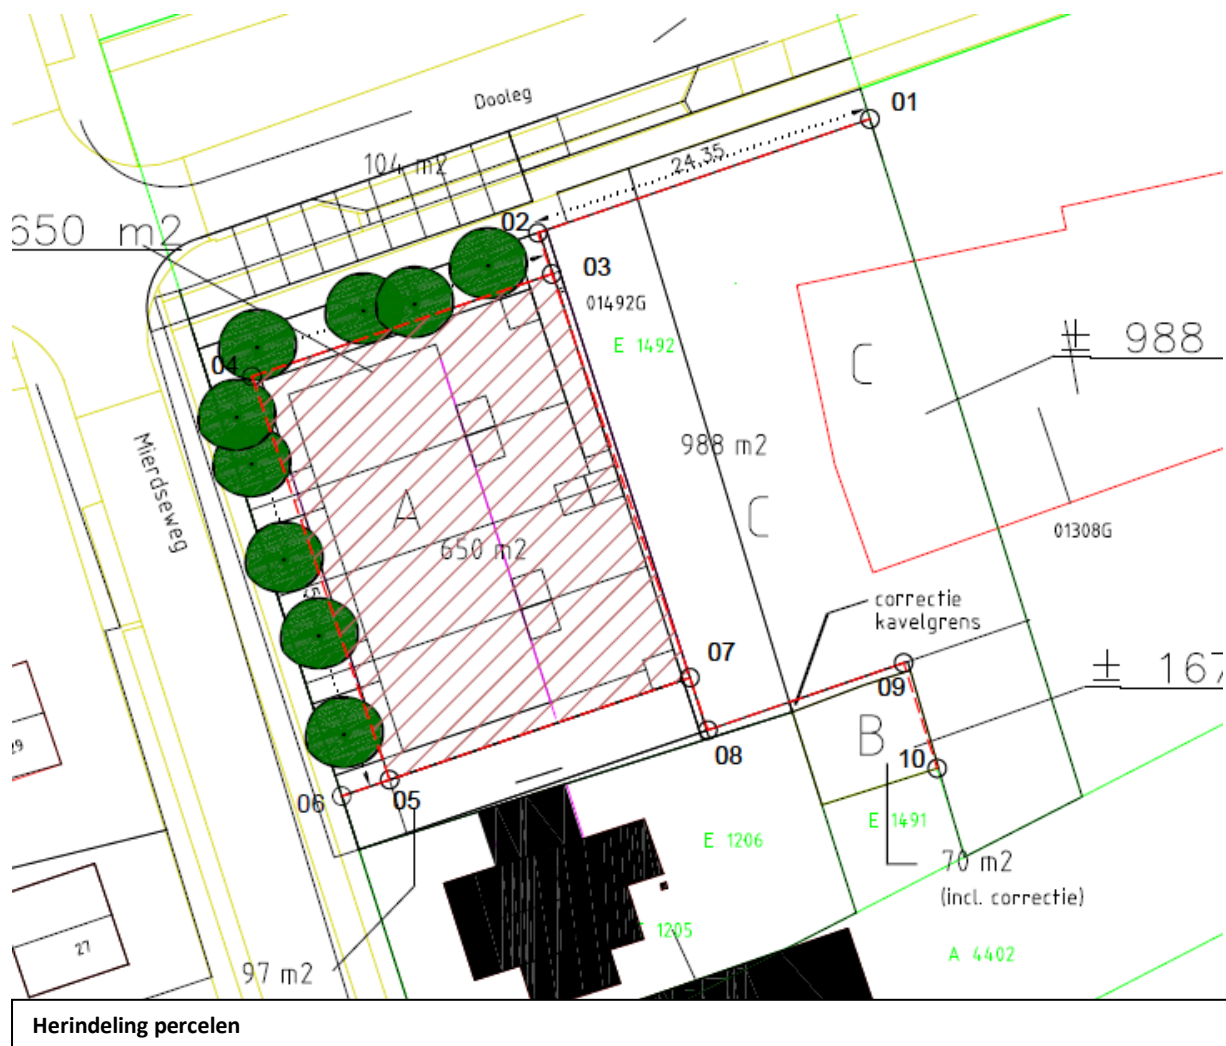 Dooleg
01
104 m2
24,35
650 m2
02
03
01492G
E 1492
04
C
± 988
Mierdseweg
988 m2
A
C
650 m2
01308G
correctie
kavelgrens
07
± 167
09
B
10
29
08
06
05
E 1491
E 1206
70 m2
(incl. correctie)
1205
27
97 m2
A 4402
Herindeling percelen